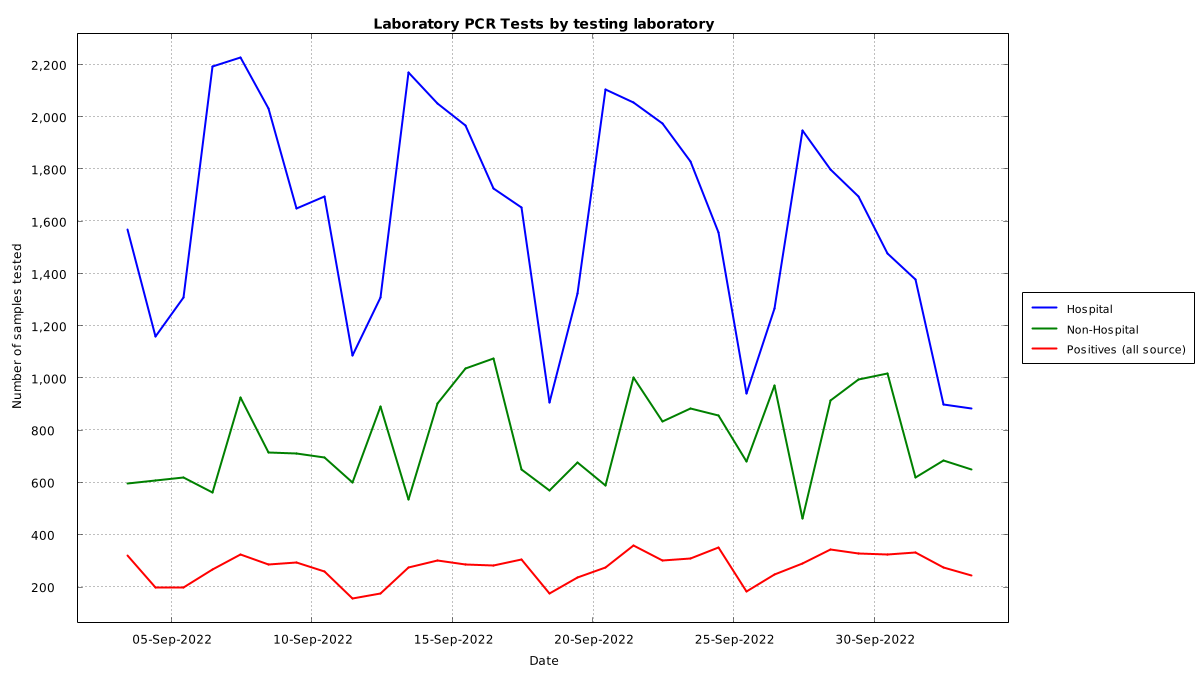 Laboratory PCR Tests by testing laboratory
Number of samples tested
2,200
2,000
1,800
1,600
1,400
1,200
1,000
800
600
400
200
05-Sep-2022
10-Sep-2022
15-Sep-2022
20-Sep-2022
25-Sep-2022
30-Sep-2022
Date
Hospital
Non-Hospital
Positives (all source)